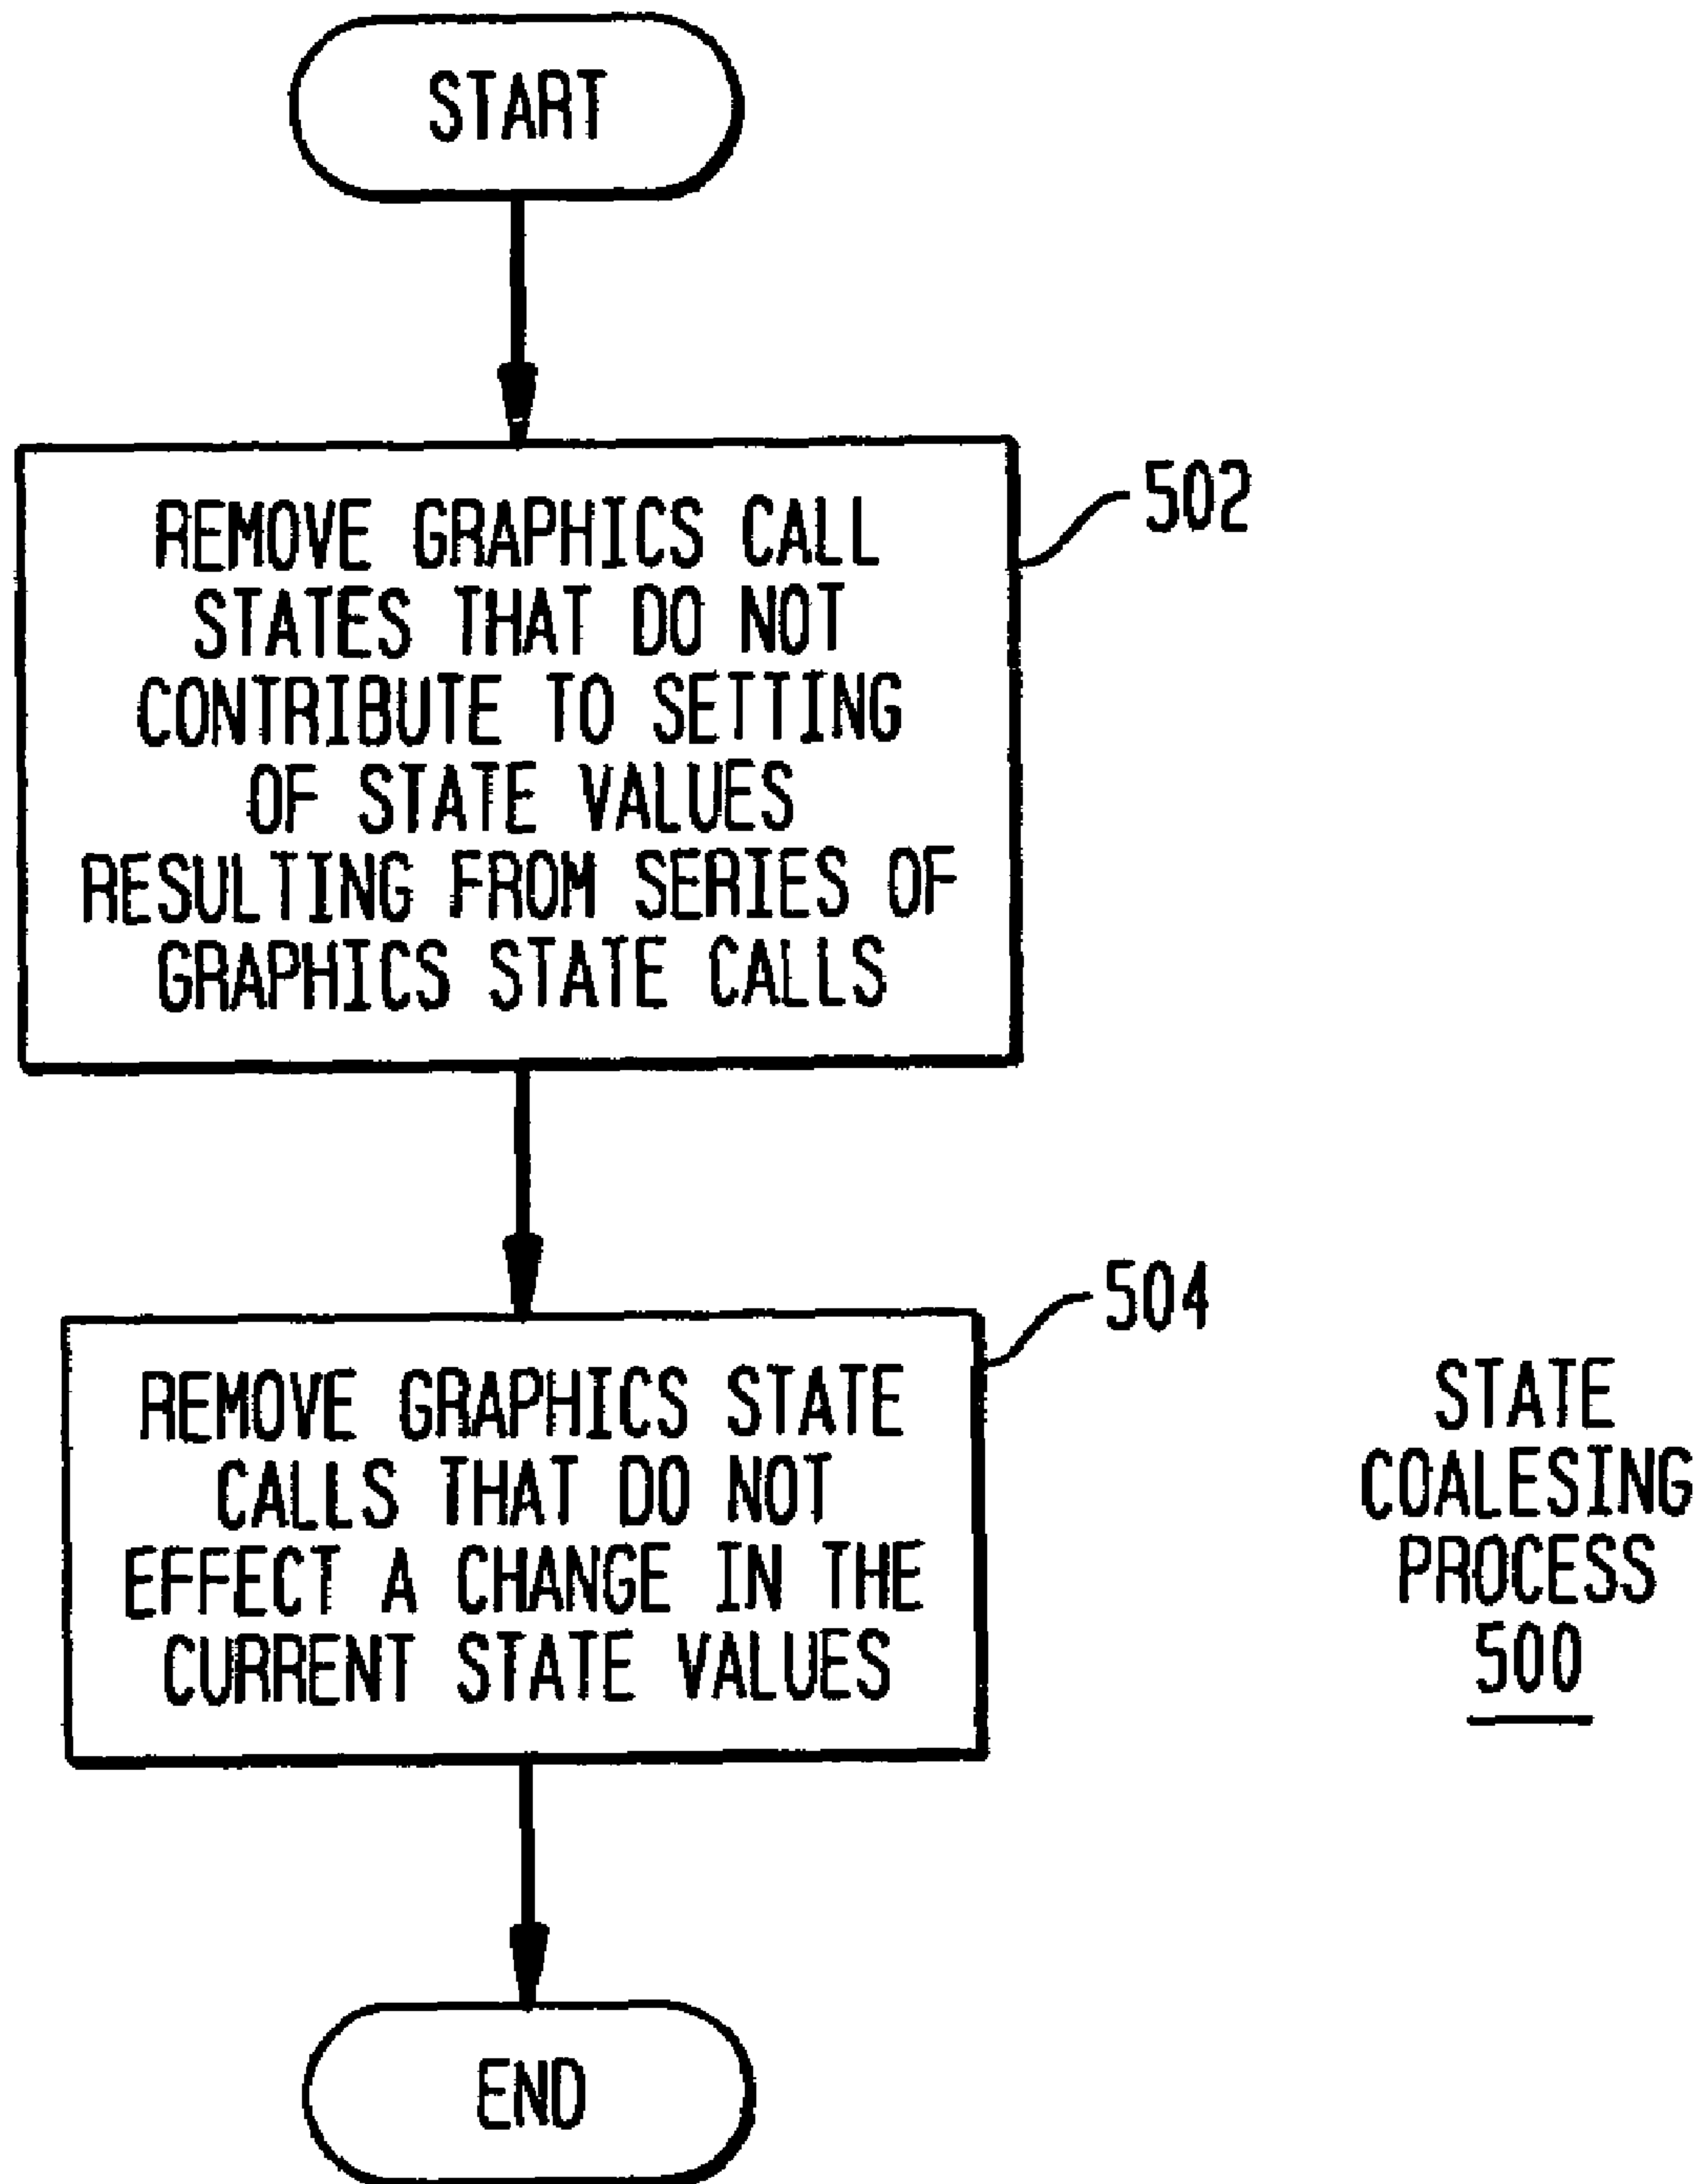 START
REMOVE GRAPHICS CALL
STATES THAT DO NOT
CONTRIBUTE TO SETTING
OF STATE VALUES
RESULTING FROM SERIES OF
GRAPHICS STATE CALLS
502
REMOVE GRAPHICS STATE
CALLS THAT DO NOT
EFFECT A CHANGE IN THE
CURRENT STATE VALUES
504
STATE
COALESING
PROCESS
500
END